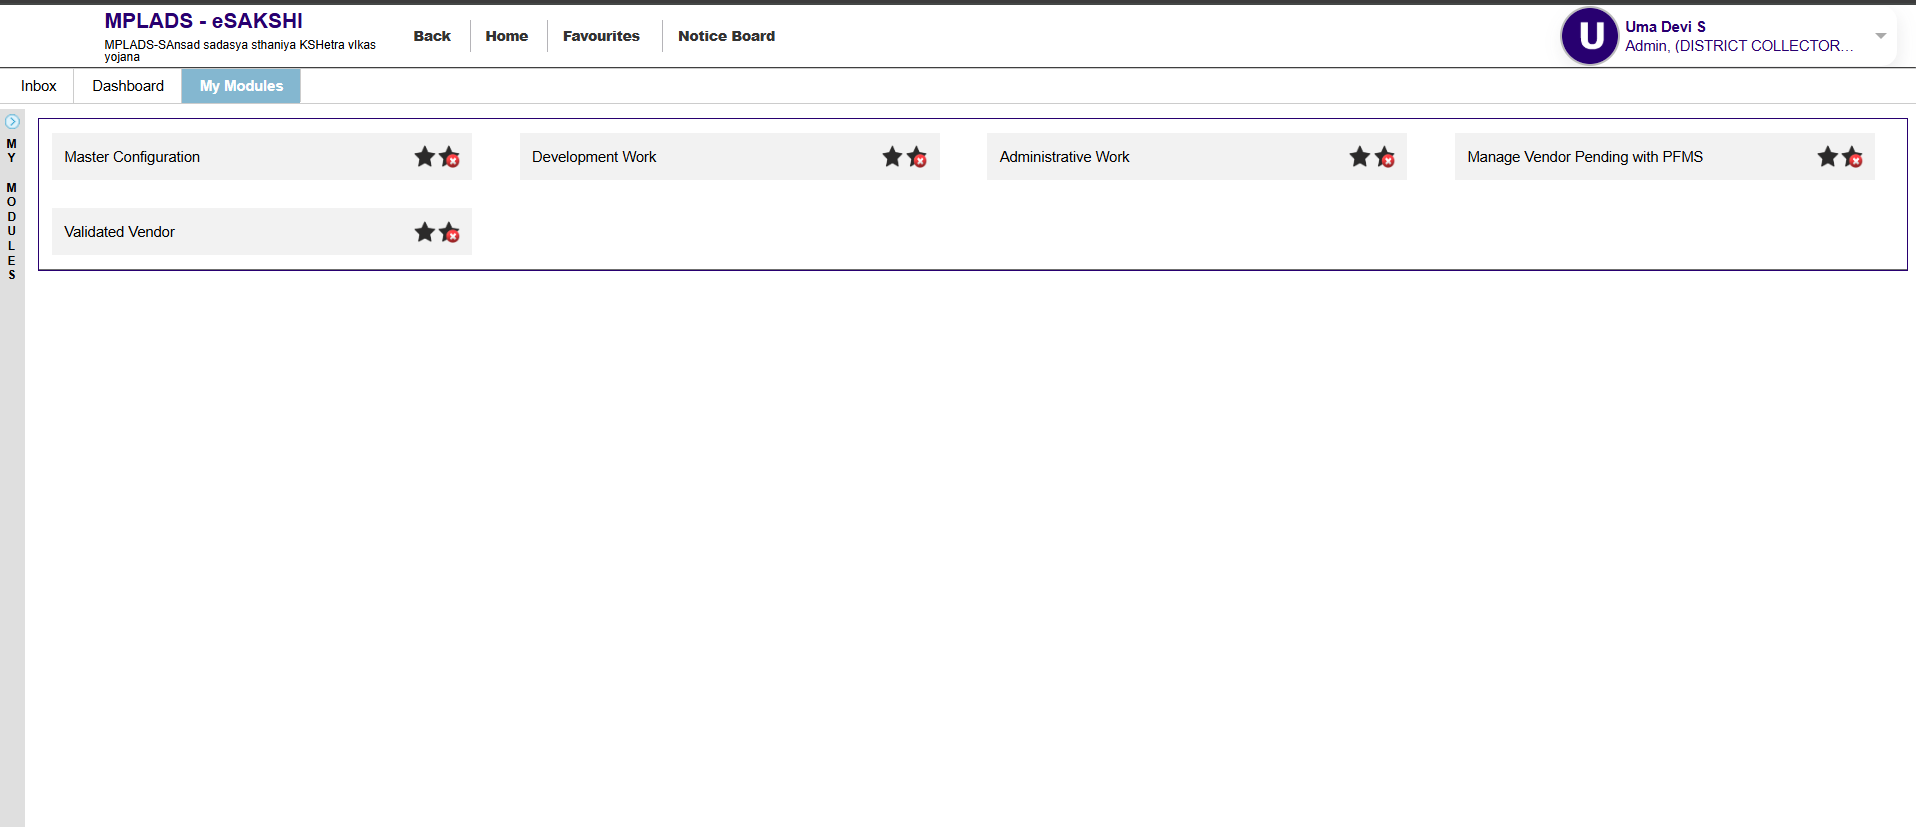 MPLADS - eSAKSHI
MPLADS-SAnsad sadasya sthaniya KSHetra vIkas
yojana
Back
Home
Favourites
Notice Board
U
Uma Devi S
Admin, (DISTRICT COLLECTOR...
Inbox
Dashboard
My Modules
MY MODULES
Master Configuration
Development Work
Administrative Work
Manage Vendor Pending with PFMS
Validated Vendor